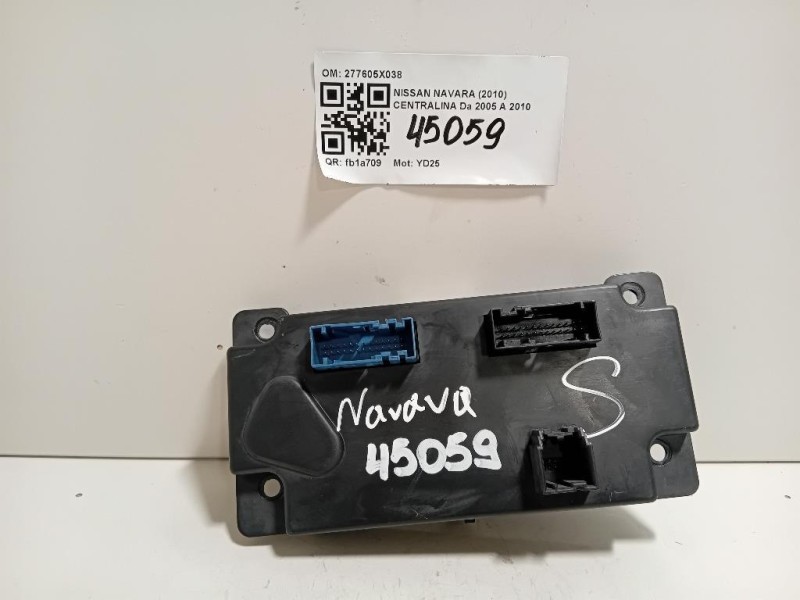 OM: 277605X038
NISSAN NAVARA (2010)
CENTRALINA Da 2005 A 2010
45059
QR: fb1a709 Mot: YD25
Navava
45059
S